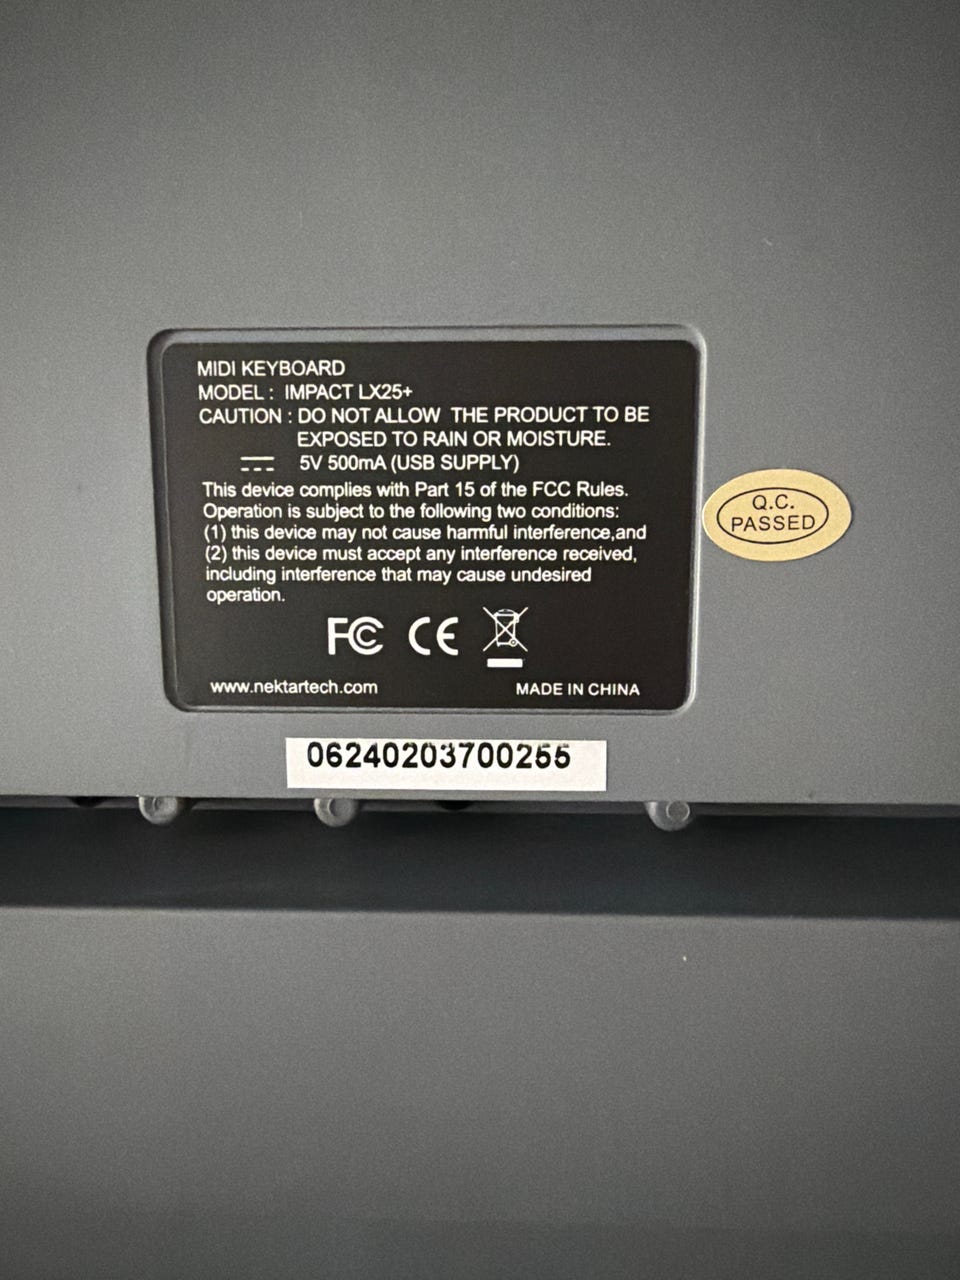 MIDI KEYBOARD
MODEL : IMPACT LX25+
CAUTION : DO NOT ALLOW THE PRODUCT TO BE
EXPOSED TO RAIN OR MOISTURE.
5V 500mA (USB SUPPLY)
This device complies with Part 15 of the FCC Rules.
Operation is subject to the following two conditions:
(1) this device may not cause harmful interference,and
(2) this device must accept any interference received,
including interference that may cause undesired
operation.
FC CE
www.nektartech.com MADE IN CHINA
Q.C.
PASSED
06240203700255